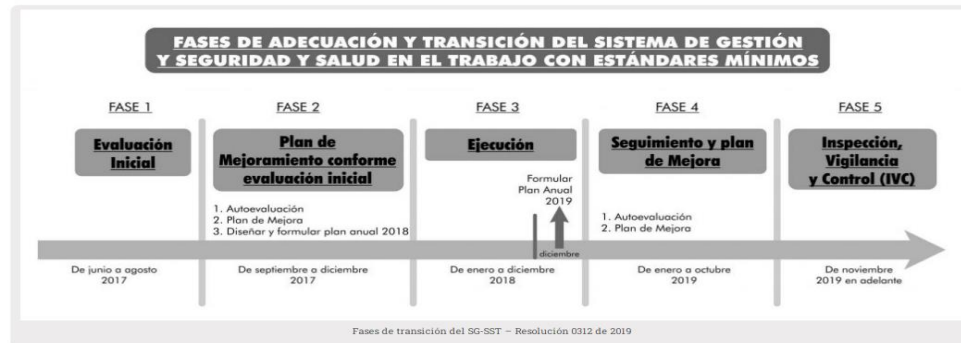 FASES DE ADECUACIÓN Y TRANSICIÓN DEL SISTEMA DE GESTIÓN
Y SEGURIDAD Y SALUD EN EL TRABAJO CON ESTÁNDARES MÍNIMOS
FASE 1
Evaluación
Inicial
De junio a agosto
2017
FASE 2
Plan de
Mejoramiento conforme
evaluación inicial
1. Autoevaluación
2. Plan de Mejora
3. Diseñar y formular plan anual 2018
De septiembre a diciembre
2017
FASE 3
Ejecución
Formular
Plan Anual
2019
diciembre
De enero a diciembre
2018
FASE 4
Seguimiento y plan
de Mejora
1. Autoevaluación
2. Plan de Mejora
De enero a octubre
2019
FASE 5
Inspección,
Vigilancia
y Control (IVC)
De noviembre
2019 en adelante
Fases de transición del SG-SST – Resolución 0312 de 2019